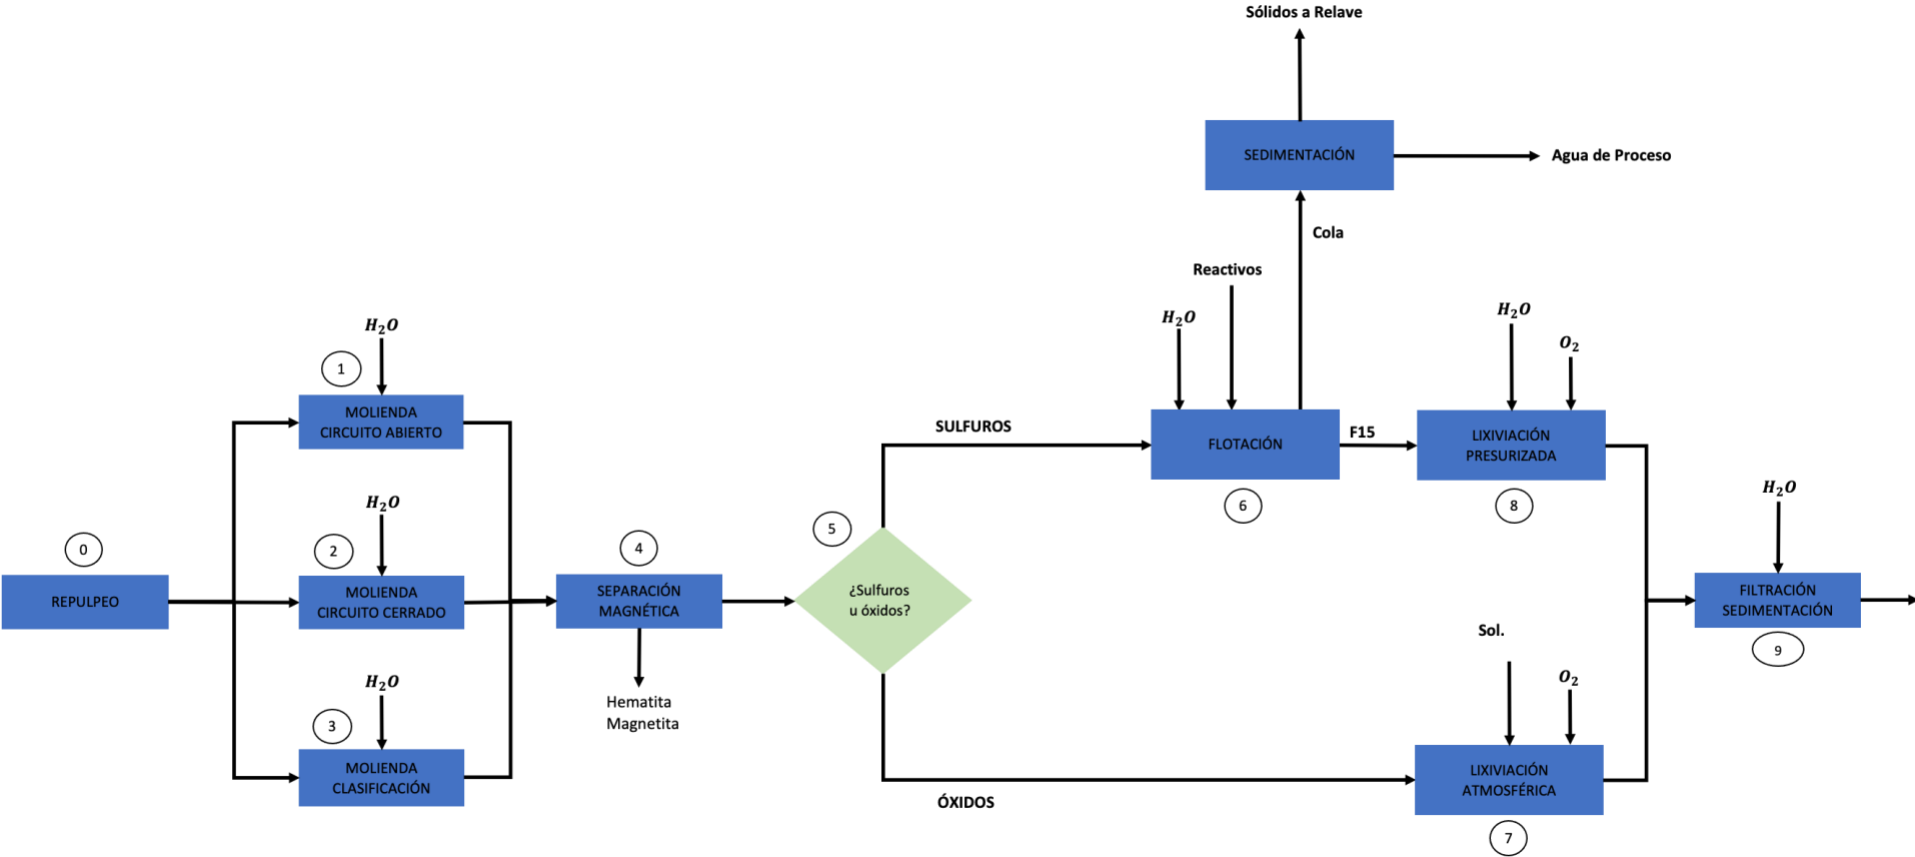 Sólidos a Relave
SEDIMENTACIÓN
Agua de Proceso
Cola
Reactivos
H₂O
H₂O
O₂
H₂O
1
MOLIENDA
CIRCUITO ABIERTO
SULFUROS
FLOTACIÓN
F15
LIXIVIACIÓN
PRESURIZADA
6
8
H₂O
H₂O
0
2
4
5
REPULPEO
MOLIENDA
CIRCUITO CERRADO
SEPARACIÓN
MAGNÉTICA
¿Sulfuros
u óxidos?
FILTRACIÓN
SEDIMENTACIÓN
9
Sol.
O₂
H₂O
Hematita
Magnetita
3
MOLIENDA
CLASIFICACIÓN
ÓXIDOS
LIXIVIACIÓN
ATMOSFÉRICA
7